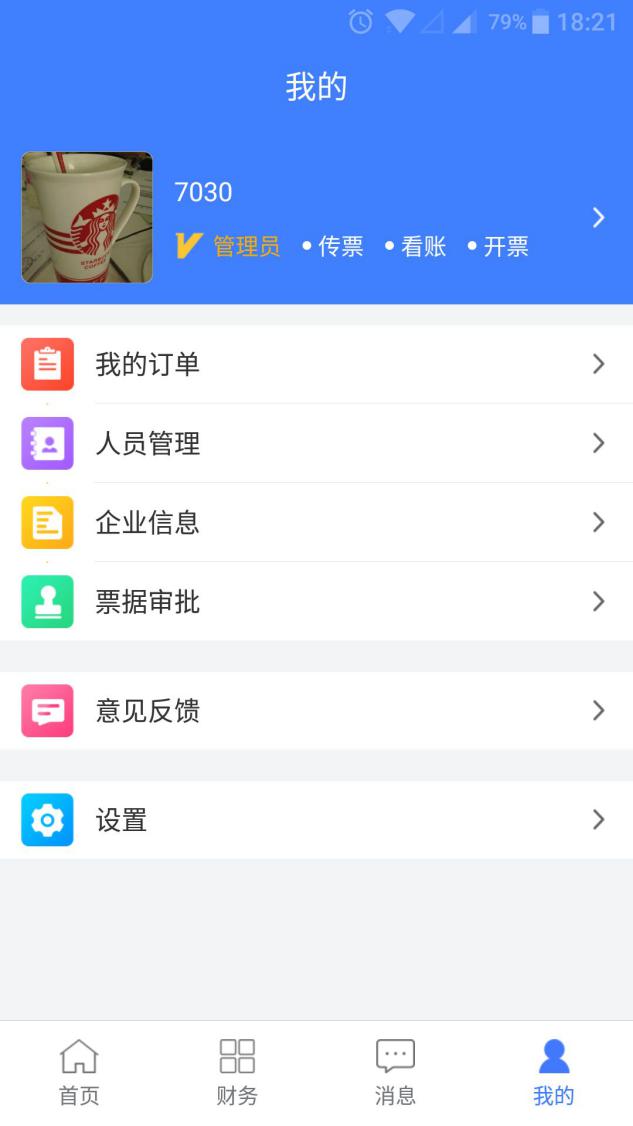 79% 18:21
我的
7030
V 管理员 • 传票 • 看账 • 开票
我的订单
人员管理
企业信息
票据审批
意见反馈
设置
首页 财务 消息 我的